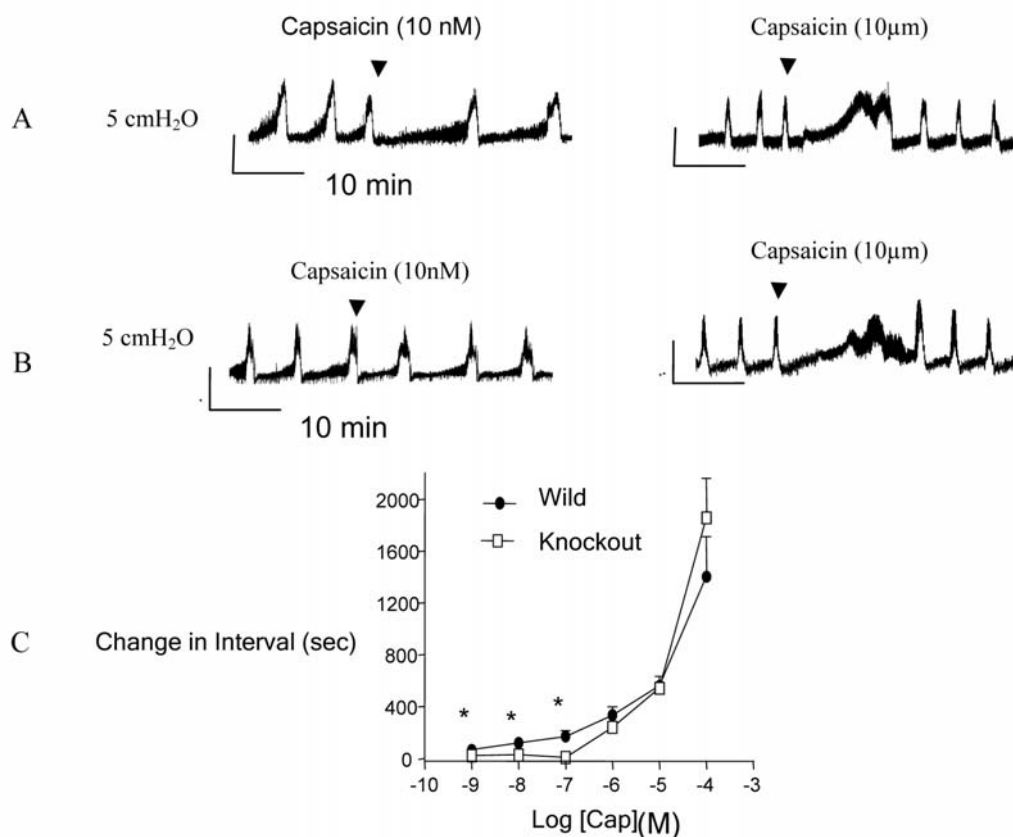 Capsaicin (10 nM)
Capsaicin (10µm)
A
5 cmH₂O
10 min
Capsaicin (10nM)
Capsaicin (10µm)
B
5 cmH₂O
10 min
2000
1600
1200
800
400
0
Wild
Knockout
C
Change in Interval (sec)
* * *
-10 -9 -8 -7 -6 -5 -4 -3
Log [Cap](M)